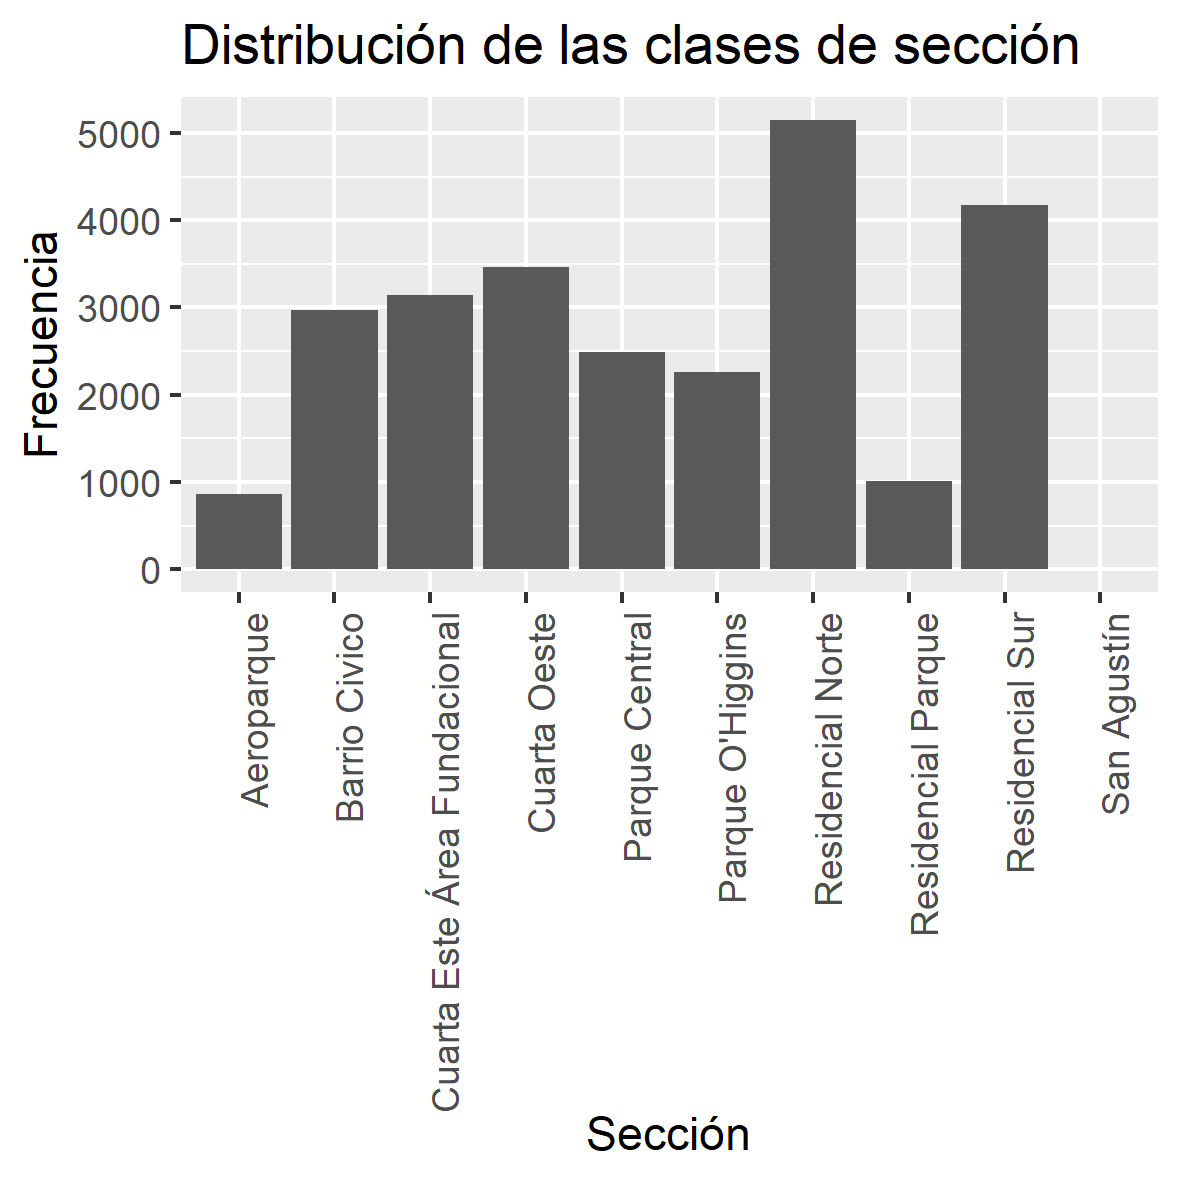 Distribución de las clases de sección
Frecuencia
5000
4000
3000
2000
1000
0
Aeroparque
Barrio Civico
Cuarta Este Área Fundacional
Cuarta Oeste
Parque Central
Parque O'Higgins
Residencial Norte
Residencial Parque
Residencial Sur
San Agustín
Sección